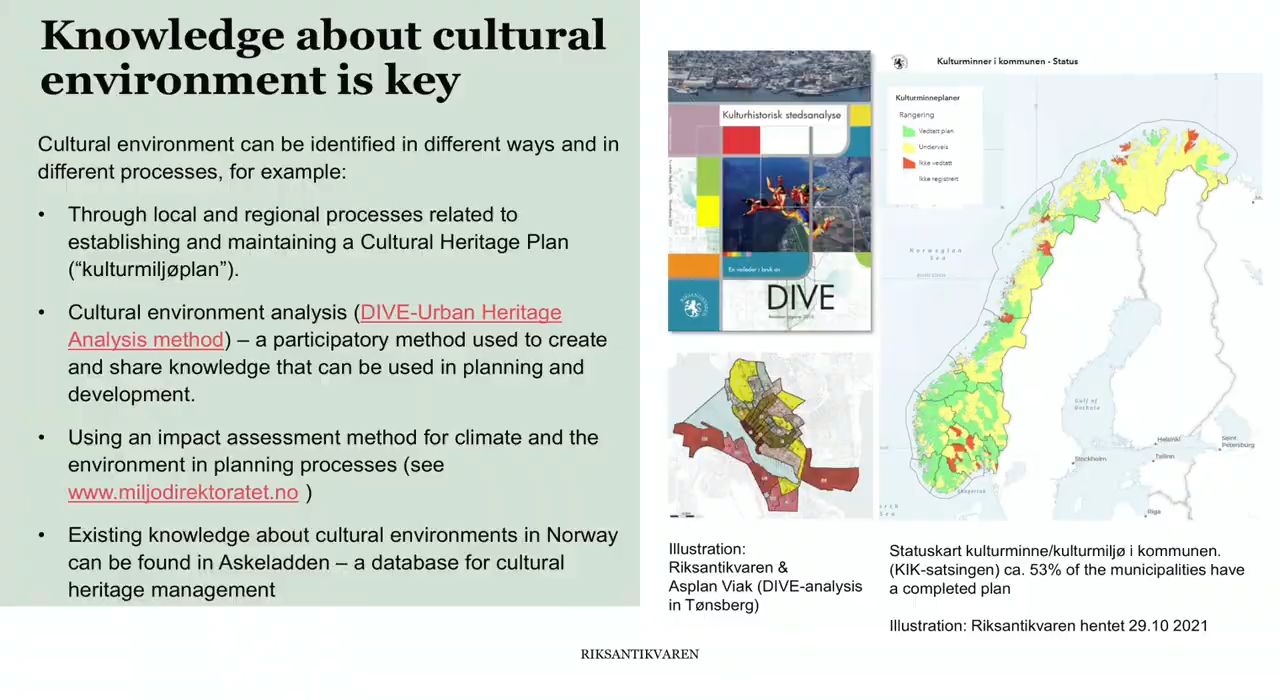 Knowledge about cultural
environment is key
Cultural environment can be identified in different ways and in
different processes, for example:
• Through local and regional processes related to
establishing and maintaining a Cultural Heritage Plan
(“kulturmiljøplan”).
• Cultural environment analysis (DIVE-Urban Heritage
Analysis method) – a participatory method used to create
and share knowledge that can be used in planning and
development.
• Using an impact assessment method for climate and the
environment in planning processes (see
www.miljodirektoratet.no )
• Existing knowledge about cultural environments in Norway
can be found in Askeladden – a database for cultural
heritage management
Kulturhistorisk stedsanalyse
En veileder i bruk av
DIVE
RIKSANTIKVAREN
Illustration:
Riksantikvaren &
Asplan Viak (DIVE-analysis
in Tønsberg)
Kulturminner i kommunen - Status
Kulturminneplaner
Rangering
Vedtatt plan
Underveis
Ikke vedtatt
Ikke registrert
Norwegian
Sea
Gulf of
Bothnia
Helsinki
Saint
Petersburg
Stockholm
Tallinn
Skagerrak
Riga
Statuskart kulturminne/kulturmiljø i kommunen.
(KIK-satsingen) ca. 53% of the municipalities have
a completed plan
Illustration: Riksantikvaren hentet 29.10 2021
RIKSANTIKVAREN